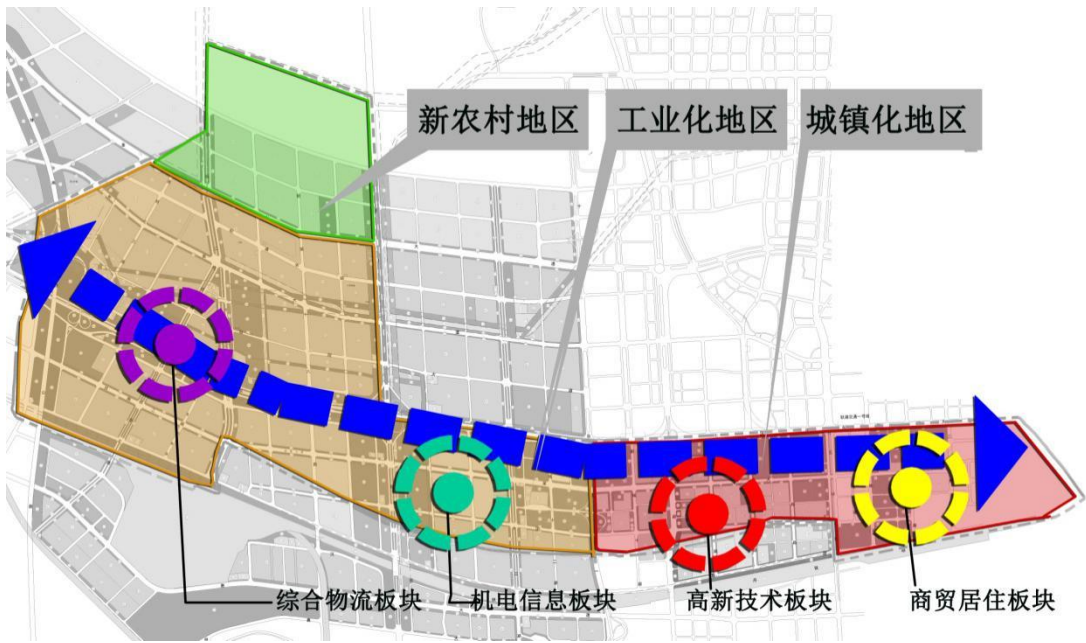 新农村地区
工业化地区
城镇化地区
综合物流板块
机电信息板块
高新技术板块
商贸居住板块